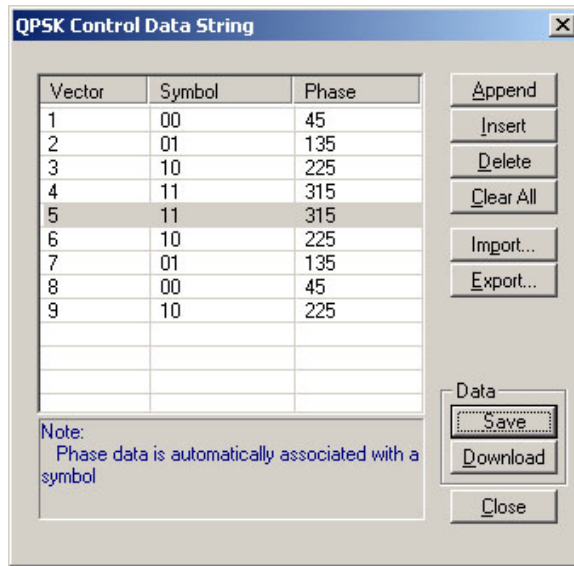 QPSK Control Data String
Vector Symbol Phase
1 00 45
2 01 135
3 10 225
4 11 315
5 11 315
6 10 225
7 01 135
8 00 45
9 10 225
Note:
Phase data is automatically associated with a
symbol
Append
Insert
Delete
Clear All
Import...
Export...
Data
Save
Download
Close